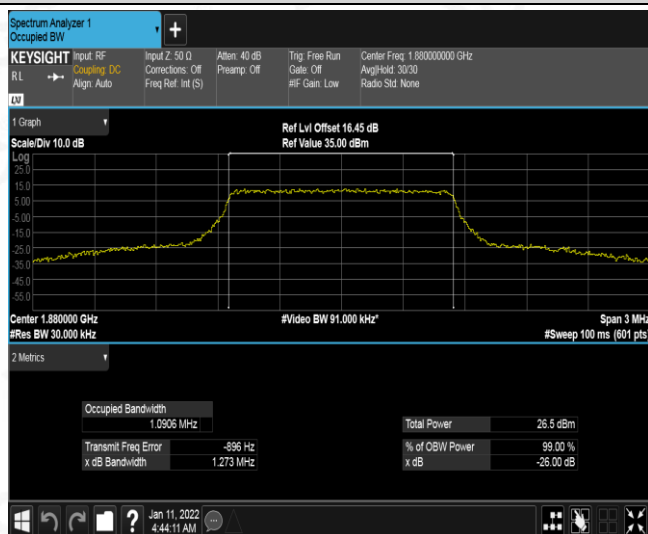 Spectrum Analyzer 1
Occupied BW
+
KEYSIGHT Input: RF Input Z: 50 Ω Atten: 40 dB Trig: Free Run Center Freq: 1.880000000 GHz
RL Coupling: DC Corrections: Off Preamp: Off Gate: Off Avg|Hold: 30/30
Align: Auto Freq Ref: Int (S) #IF Gain: Low Radio Std: None
LXI
1 Graph
Ref Lvl Offset 16.45 dB
Scale/Div 10.0 dB Ref Value 35.00 dBm
Log
25.0
15.0
5.00
-5.00
-15.0
-25.0
-35.0
-45.0
-55.0
Center 1.880000 GHz #Video BW 91.000 kHz* Span 3 MHz
#Res BW 30.000 kHz #Sweep 100 ms (601 pts)
2 Metrics
Occupied Bandwidth
1.0906 MHz Total Power 26.5 dBm
Transmit Freq Error -896 Hz % of OBW Power 99.00 %
x dB Bandwidth 1.273 MHz x dB -26.00 dB
? Jan 11, 2022
4:44:11 AM